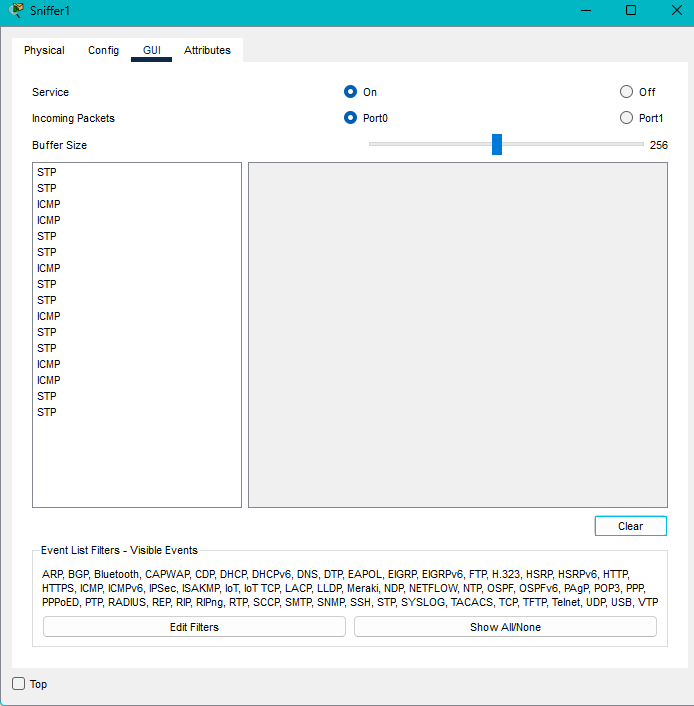 Sniffer1
Physical Config GUI Attributes
Service On Off
Incoming Packets Port0 Port1
Buffer Size 256
STP
STP
ICMP
ICMP
STP
STP
ICMP
STP
STP
ICMP
STP
STP
ICMP
ICMP
STP
STP
Clear
Event List Filters - Visible Events
ARP, BGP, Bluetooth, CAPWAP, CDP, DHCP, DHCPv6, DNS, DTP, EAPOL, EIGRP, EIGRPv6, FTP, H.323, HSRP, HSRPv6, HTTP,
HTTPS, ICMP, ICMPv6, IPSec, ISAKMP, IoT, IoT TCP, LACP, LLDP, Meraki, NDP, NETFLOW, NTP, OSPF, OSPFv6, PAgP, POP3, PPP,
PPPoED, PTP, RADIUS, REP, RIP, RIPng, RTP, SCCP, SMTP, SNMP, SSH, STP, SYSLOG, TACACS, TCP, TFTP, Telnet, UDP, USB, VTP
Edit Filters Show All/None
Top